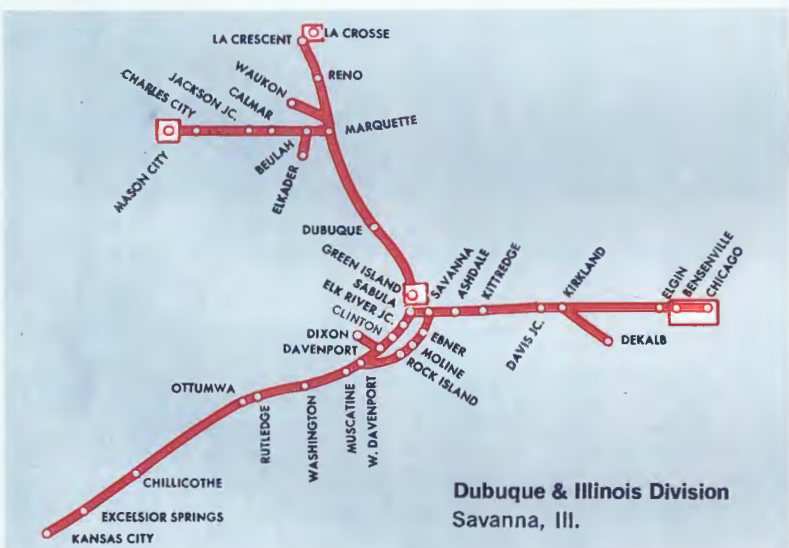 LA CRESCENT
LA CROSSE
RENO
WAUKON
CALMAR
JACKSON JC.
CHARLES CITY
MASON CITY
MARQUETTE
BEULAH
ELKADER
DUBUQUE
GREEN ISLAND
SABULA
ELK RIVER JC.
CLINTON
DIXON
DAVENPORT
SAVANNA
ASHDALE
KITTREDGE
DAVIS JC.
KIRKLAND
DEKALB
ELGIN
BENSENVILLE
CHICAGO
EBNER
MOLINE
ROCK ISLAND
W. DAVENPORT
MUSCATINE
WASHINGTON
RUTLEDGE
OTTUMWA
CHILLICOTHE
EXCELSIOR SPRINGS
KANSAS CITY
Dubuque & Illinois Division
Savanna, Ill.